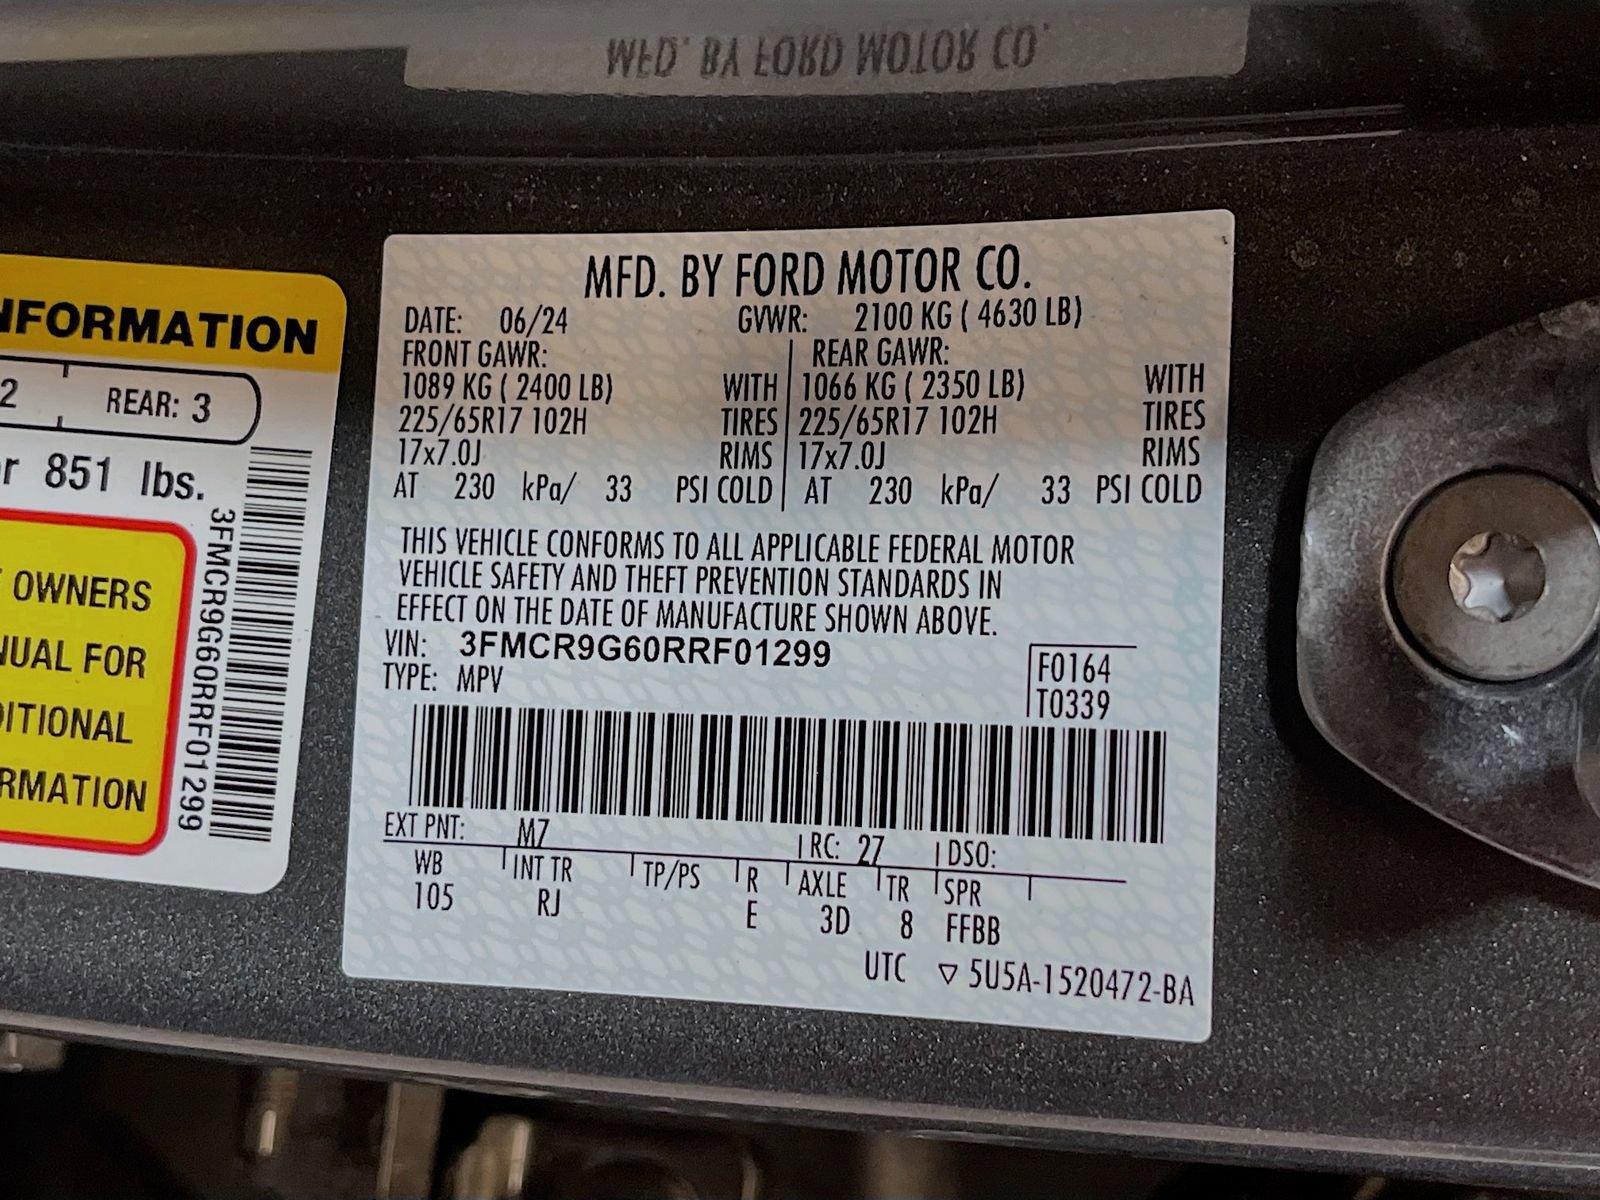 MFD. BY FORD MOTOR CO.
NFORMATION
2 REAR: 3
r 851 lbs.
OWNERS
NUAL FOR
DITIONAL
RMATION
3FMCR9G60RRF01299
MFD. BY FORD MOTOR CO.
DATE: 06/24 GVWR: 2100 KG ( 4630 LB)
FRONT GAWR: REAR GAWR:
1089 KG ( 2400 LB) WITH 1066 KG ( 2350 LB) WITH
225/65R17 102H TIRES 225/65R17 102H TIRES
17x7.0J RIMS 17x7.0J RIMS
AT 230 kPa/ 33 PSI COLD AT 230 kPa/ 33 PSI COLD
THIS VEHICLE CONFORMS TO ALL APPLICABLE FEDERAL MOTOR
VEHICLE SAFETY AND THEFT PREVENTION STANDARDS IN
EFFECT ON THE DATE OF MANUFACTURE SHOWN ABOVE.
VIN: 3FMCR9G60RRF01299
TYPE: MPV
F0164
T0339
EXT PNT: M7 RC: 27 DSO:
WB INT TR TP/PS R AXLE TR SPR
105 RJ E 3D 8 FFBB
UTC ▽ 5U5A-1520472-BA